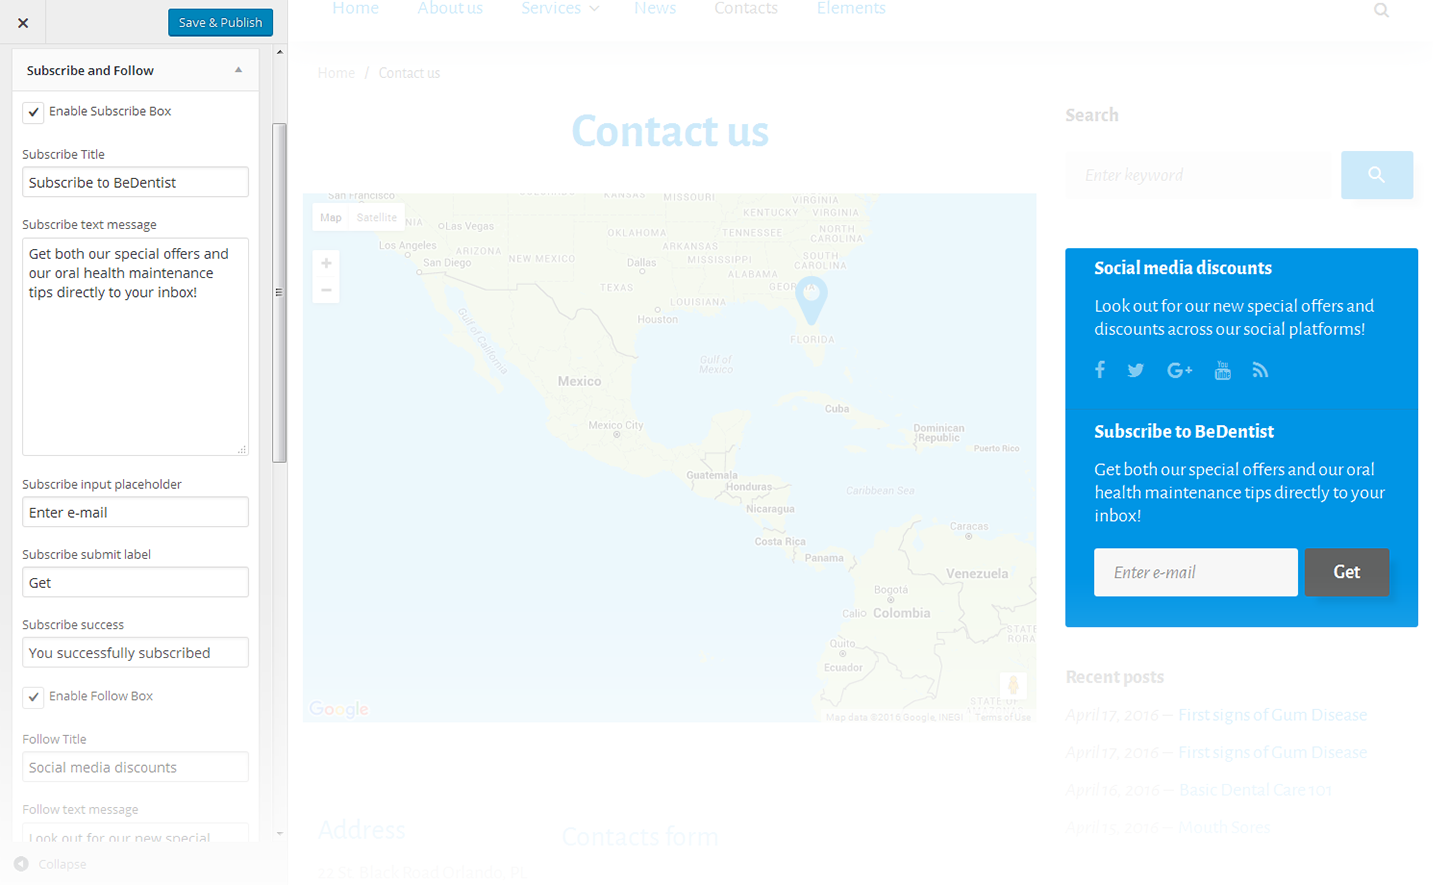 Save & Publish
Subscribe and Follow
Enable Subscribe Box
Subscribe Title
Subscribe to BeDentist
Subscribe text message
Get both our special offers and
our oral health maintenance
tips directly to your inbox!
Subscribe input placeholder
Enter e-mail
Subscribe submit label
Get
Subscribe success
You successfully subscribed
Enable Follow Box
Follow Title
Social media discounts
Follow text message
Look out for our new special
Collapse
Home About us Services News Contacts Elements
Home / Contact us
Contact us
San Francisco
KANSAS
MISSOURI
VIRGINIA
Map Satellite
Las Vegas
KENTUCKY
VIRGINIA
OKLAHOMA
TENNESSEE
NORTH
CAROLINA
Los Angeles
ARIZONA
NEW MEXICO
ARKANSAS
San Diego
Dallas
MISSISSIPPI
SOUTH
CAROLINA
ALABAMA
TEXAS
LOUISIANA
Houston
FLORIDA
Gulf of California
Gulf of
Mexico
Mexico
Mexico City
Cuba
Dominican
Republic
Puerto Rico
Guatemala
Honduras
Nicaragua
Caribbean Sea
Costa Rica
Panama
Caracas
Venezuela
Bogotá
Cali
Colombia
Quito
Ecuador
Google
Map data ©2016 Google, INEGI Terms of Use
Address
Contacts form
22 St. Black Road Orlando, FL
Search
Enter keyword
Social media discounts
Look out for our new special offers and
discounts across our social platforms!
You
Tube
Subscribe to BeDentist
Get both our special offers and our oral
health maintenance tips directly to your
inbox!
Enter e-mail
Get
Recent posts
April 17, 2016 – First signs of Gum Disease
April 17, 2016 – First signs of Gum Disease
April 16, 2016 – Basic Dental Care 101
April 15, 2016 – Mouth Sores